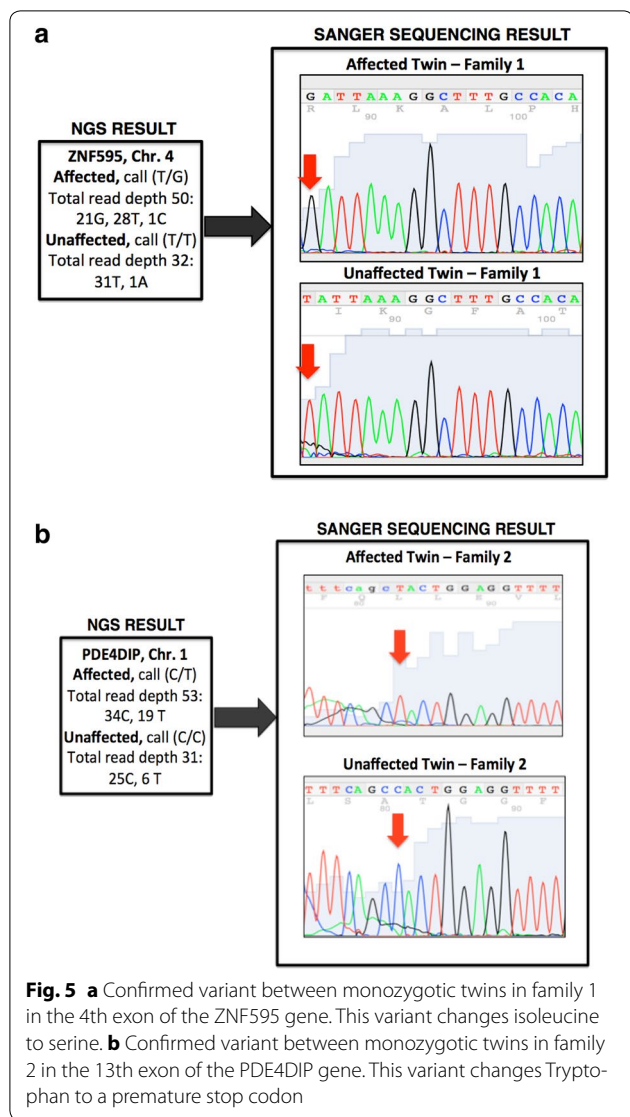 a
SANGER SEQUENCING RESULT
Affected Twin – Family 1
G A T T A A A G G C T T T G C C A C A
R L K A L P H
90 100
NGS RESULT
ZNF595, Chr. 4
Affected, call (T/G)
Total read depth 50:
21G, 28T, 1C
Unaffected, call (T/T)
Total read depth 32:
31T, 1A
Unaffected Twin – Family 1
T A T T A A A G G C T T T G C C A C A
I K G F A T
90 100
b
SANGER SEQUENCING RESULT
Affected Twin – Family 2
t t t c a g c T A C T G G A G G T T T T
F Q L L E V L
80 90
NGS RESULT
PDE4DIP, Chr. 1
Affected, call (C/T)
Total read depth 53:
34C, 19 T
Unaffected, call (C/C)
Total read depth 31:
25C, 6 T
Unaffected Twin – Family 2
T T T C A G C C A C T G G A G G T T T T
L S A T G G F
80 90
Fig. 5 a Confirmed variant between monozygotic twins in family 1
in the 4th exon of the ZNF595 gene. This variant changes isoleucine
to serine. b Confirmed variant between monozygotic twins in family
2 in the 13th exon of the PDE4DIP gene. This variant changes Trypto-
phan to a premature stop codon